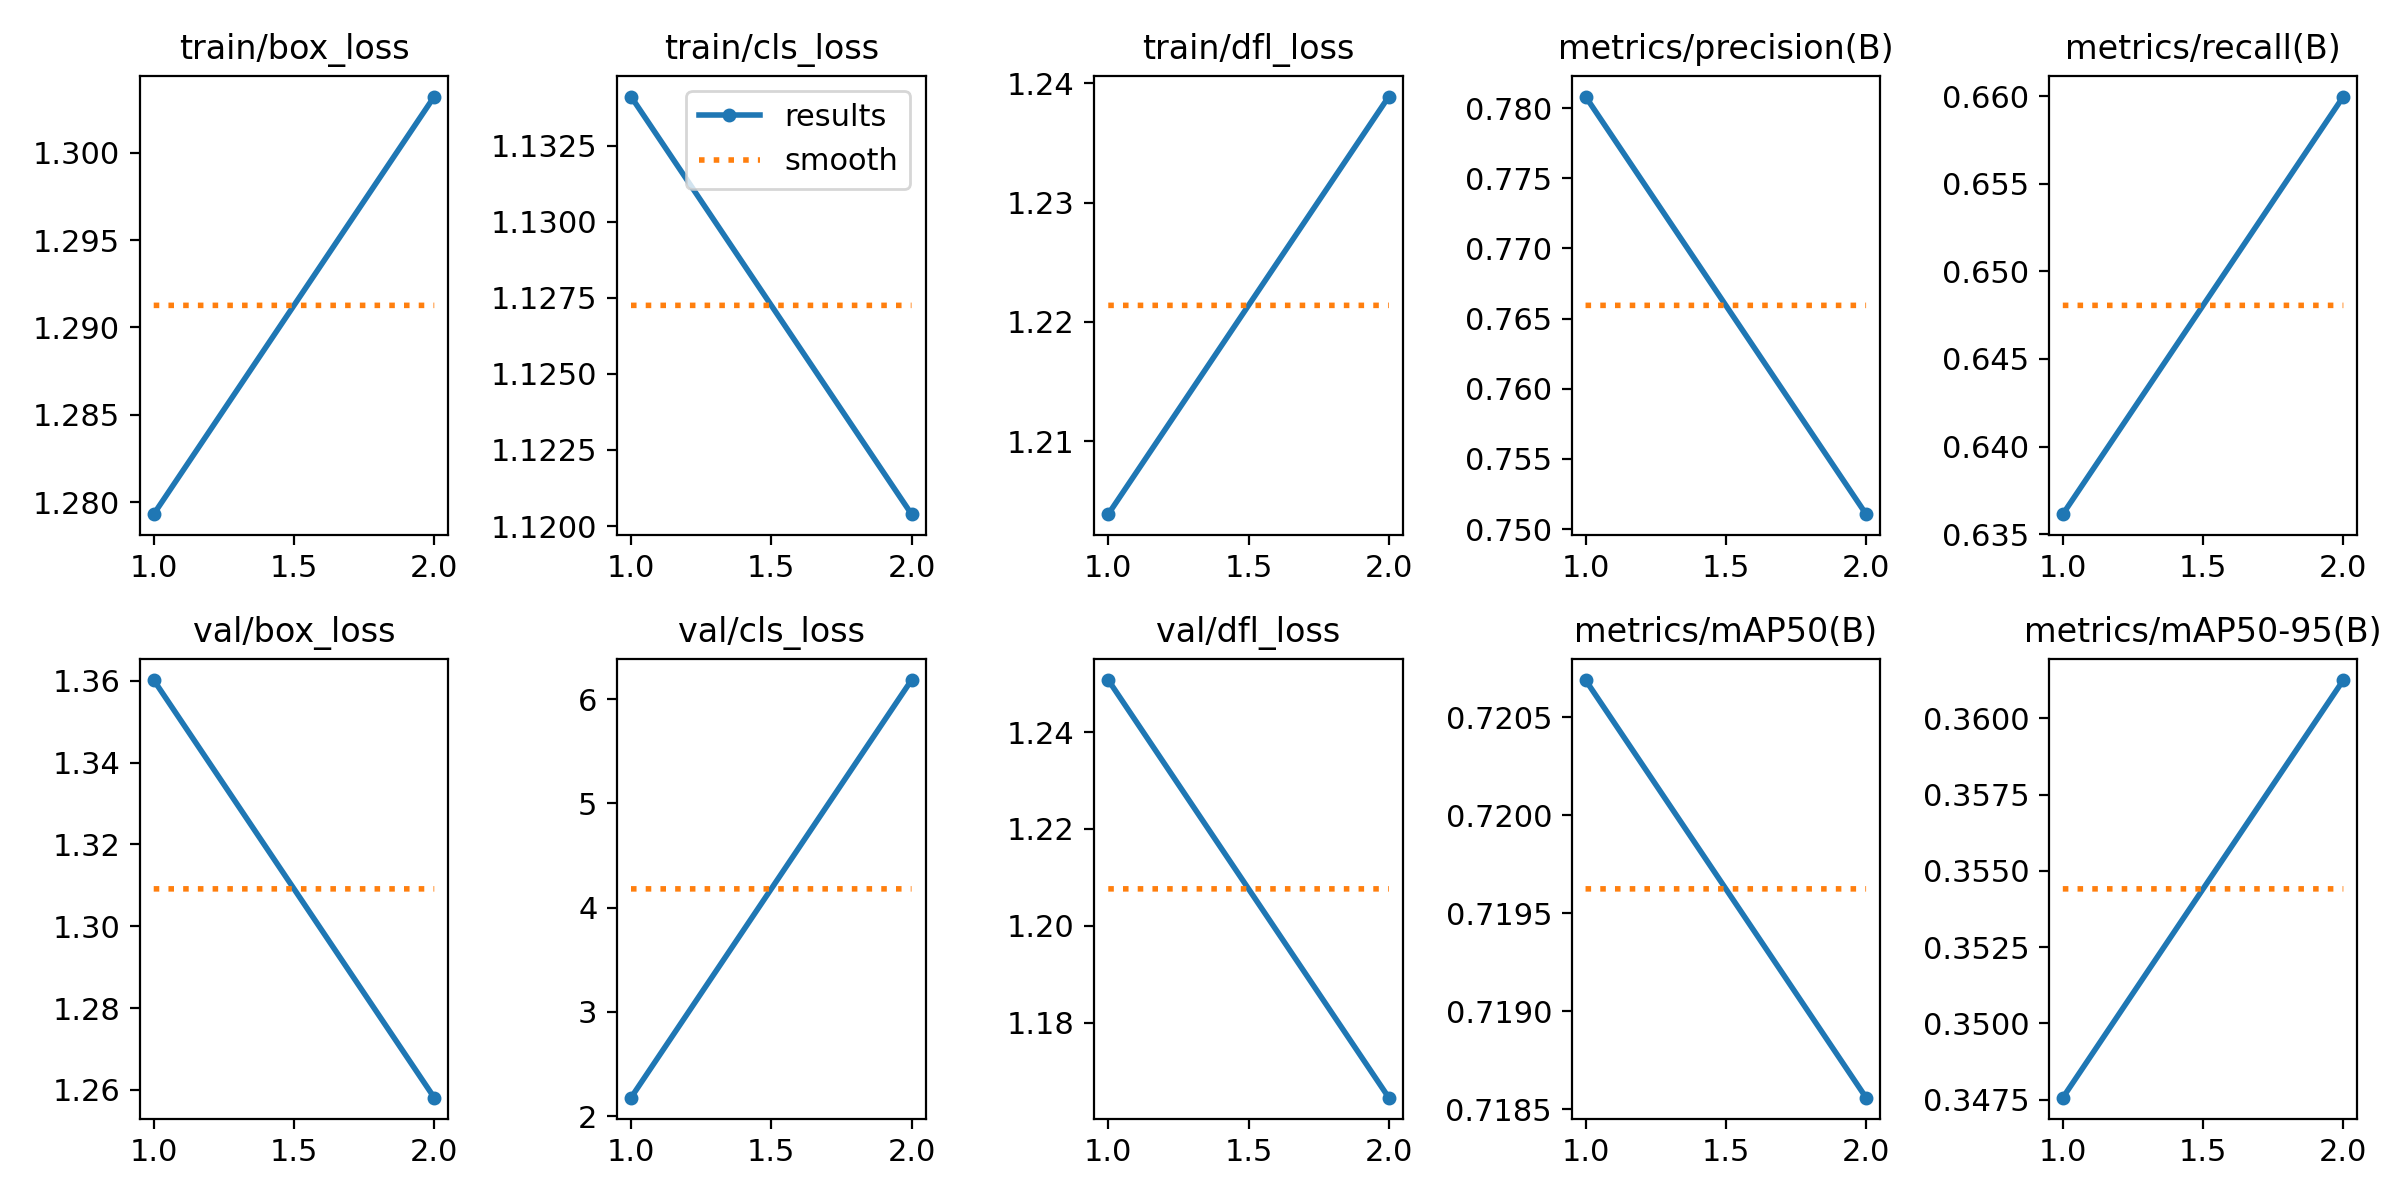 train/box_loss
train/cls_loss
train/dfl_loss
metrics/precision(B)
metrics/recall(B)
1.300
1.295
1.290
1.285
1.280
1.0 1.5 2.0
results
smooth
1.1325
1.1300
1.1275
1.1250
1.1225
1.1200
1.0 1.5 2.0
1.24
1.23
1.22
1.21
1.0 1.5 2.0
0.780
0.775
0.770
0.765
0.760
0.755
0.750
1.0 1.5 2.0
0.660
0.655
0.650
0.645
0.640
0.635
1.0 1.5 2.0
val/box_loss
val/cls_loss
val/dfl_loss
metrics/mAP50(B)
metrics/mAP50-95(B)
1.36
1.34
1.32
1.30
1.28
1.26
1.0 1.5 2.0
6
5
4
3
2
1.0 1.5 2.0
1.24
1.22
1.20
1.18
1.0 1.5 2.0
0.7205
0.7200
0.7195
0.7190
0.7185
1.0 1.5 2.0
0.3600
0.3575
0.3550
0.3525
0.3500
0.3475
1.0 1.5 2.0